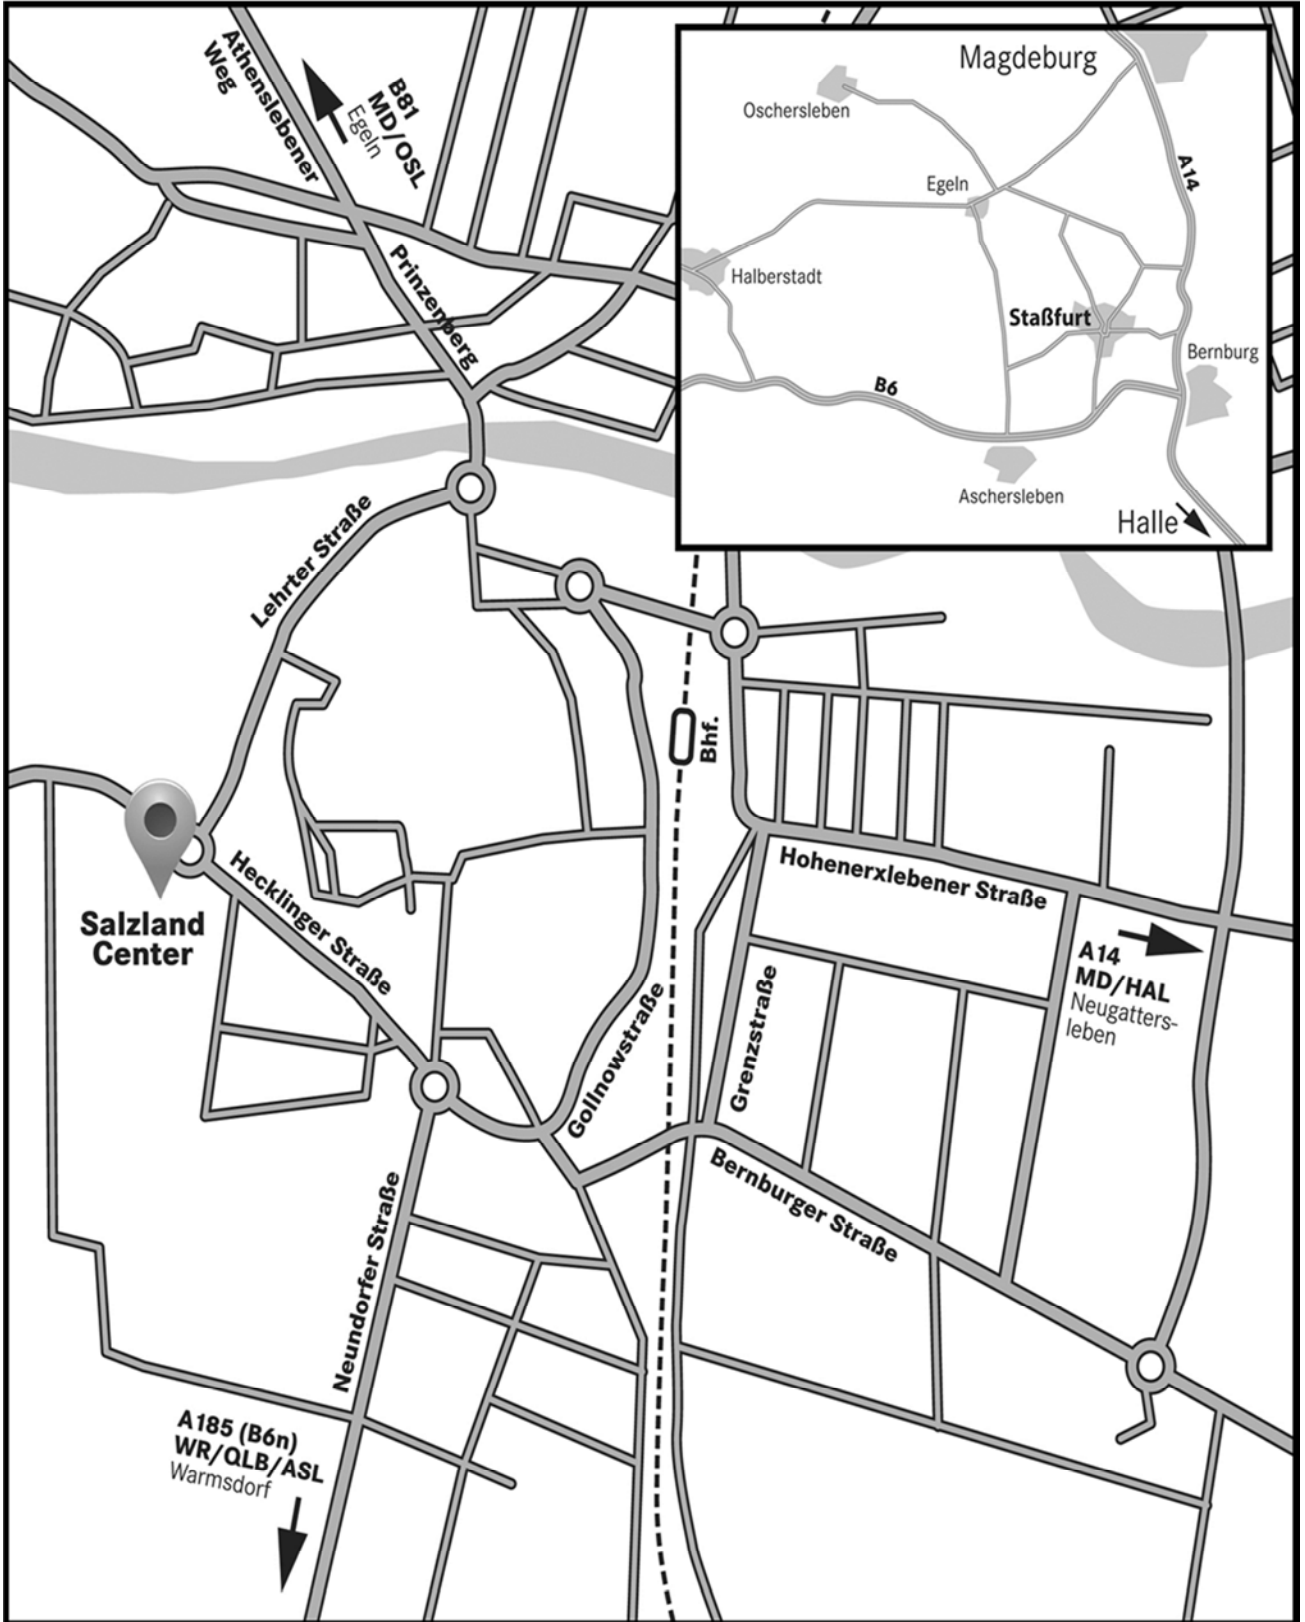 Athenslebener
Weg
B81
MD/OSL
Egeln
Prinzenberg
Magdeburg
Oschersleben
A14
Egeln
Halberstadt
Staßfurt
Bernburg
B6
Aschersleben
Halle
Lehrter Straße
Bhf.
Salzland
Center
Hecklinger Straße
Hohenerxlebener Straße
A14
MD/HAL
Neugatters-
leben
Gollnowstraße
Grenzstraße
Bernburger Straße
Neundorfer Straße
A185 (B6n)
WR/QLB/ASL
Warmsdorf